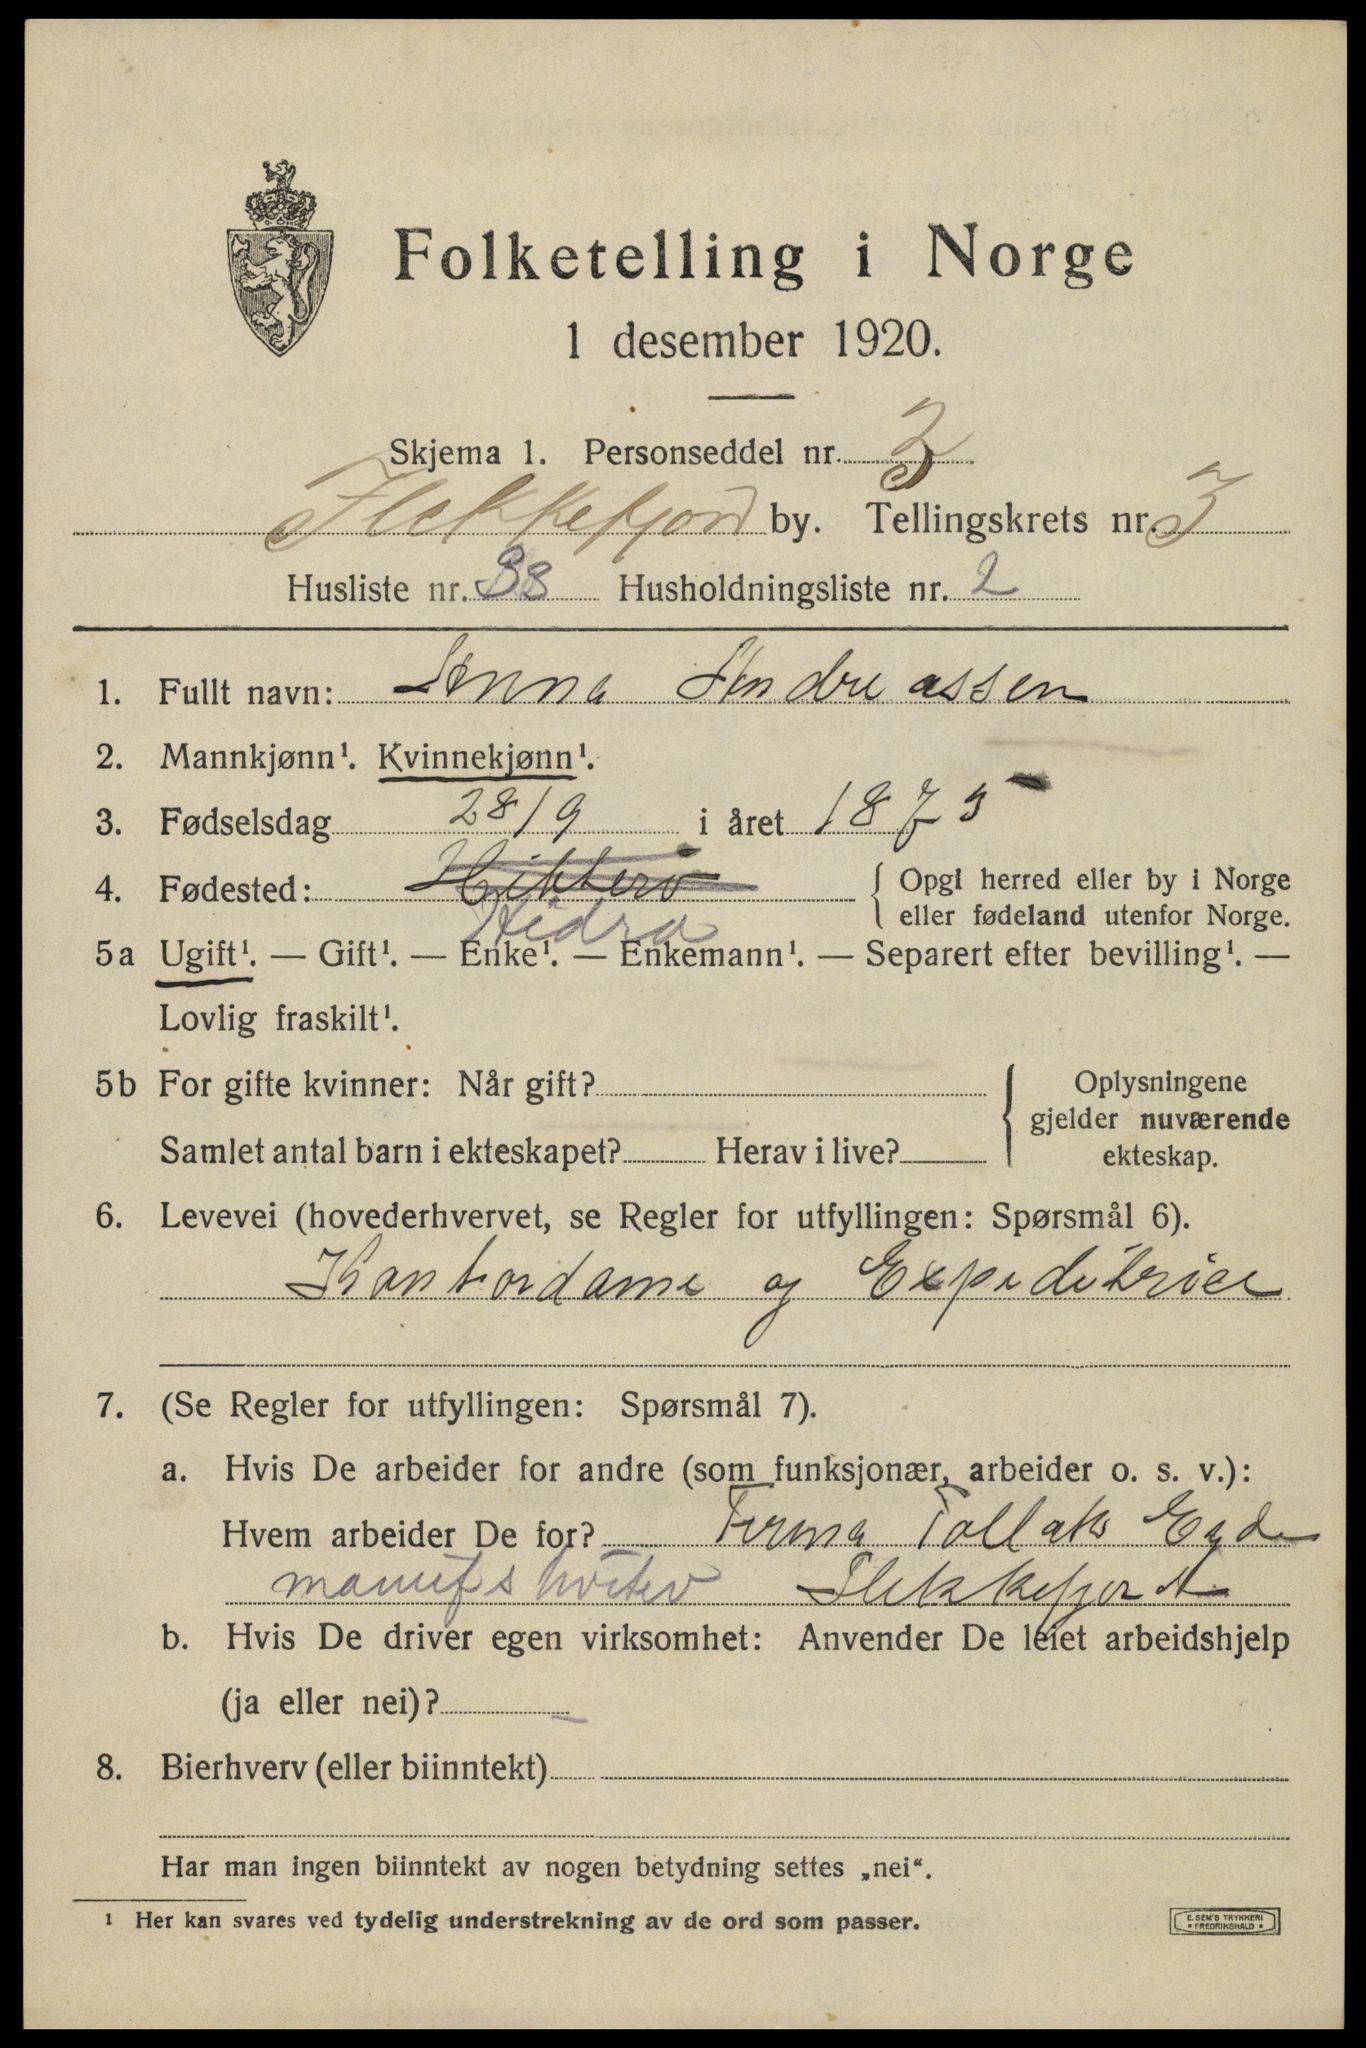 Folketelling i Norge
1 desember 1920.
Skjema 1. Personseddel nr. 3
Flekkefjord by. Tellingskrets nr. 3
Husliste nr. 38 Husholdningsliste nr. 2
1. Fullt navn: Anna Andreassen
2. Mannkjønn¹. Kvinnekjønn¹.
3. Fødselsdag 28/9 i året 1875
4. Fødested: Hitterø { Opgi herred eller by i Norge
eller fødeland utenfor Norge.
Hidra
5a Ugift¹. — Gift¹. — Enke¹. — Enkemann¹. — Separert efter bevilling¹. —
Lovlig fraskilt¹.
5b For gifte kvinner: Når gift?
Samlet antal barn i ekteskapet? Herav i live?
{ Oplysningene
gjelder nuværende
ekteskap.
6. Levevei (hovederhvervet, se Regler for utfyllingen: Spørsmål 6).
Kontordame og Expeditrice
7. (Se Regler for utfyllingen: Spørsmål 7).
a. Hvis De arbeider for andre (som funksjonær, arbeider o. s. v.):
Hvem arbeider De for? Firma Tollak Egde
Flekkefjord
b. Hvis De driver egen virksomhet: Anvender De leiet arbeidshjelp
(ja eller nei)? –
8. Bierhverv (eller biinntekt)
Har man ingen biinntekt av nogen betydning settes „nei“.
¹ Her kan svares ved tydelig understrekning av de ord som passer.
E. SEM'S TRYKKERI
• FREDRIKSHALD •